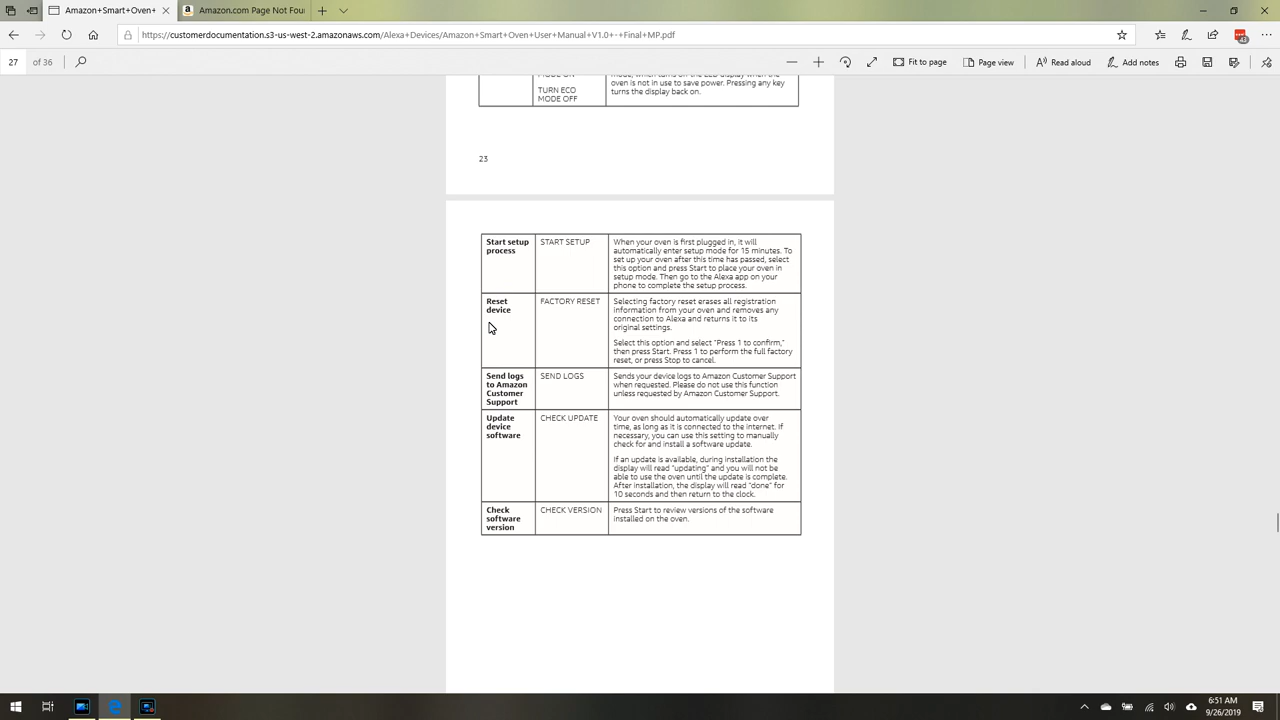 Amazon+Smart+Oven+
Amazon.com Page Not Fou
https://customerdocumentation.s3-us-west-2.amazonaws.com/Alexa+Devices/Amazon+Smart+Oven+User+Manual+V1.0+-+Final+MP.pdf
43
27 of 36
Fit to page
Page view
Read aloud
Add notes
MODE ON
TURN ECO
MODE OFF
mode, which turns off the LED display when the
oven is not in use to save power. Pressing any key
turns the display back on.
23
Start setup
process
START SETUP
When your oven is first plugged in, it will
automatically enter setup mode for 15 minutes. To
set up your oven after this time has passed, select
this option and press Start to place your oven in
setup mode. Then go to the Alexa app on your
phone to complete the setup process.
Reset
device
FACTORY RESET
Selecting factory reset erases all registration
information from your oven and removes any
connection to Alexa and returns it to its
original settings.
Select this option and select "Press 1 to confirm,"
then press Start. Press 1 to perform the full factory
reset, or press Stop to cancel.
Send logs
to Amazon
Customer
Support
SEND LOGS
Sends your device logs to Amazon Customer Support
when requested. Please do not use this function
unless requested by Amazon Customer Support.
Update
device
software
CHECK UPDATE
Your oven should automatically update over
time, as long as it is connected to the internet. If
necessary, you can use this setting to manually
check for and install a software update.
If an update is available, during installation the
display will read "updating" and you will not be
able to use the oven until the update is complete.
After installation, the display will read "done" for
10 seconds and then return to the clock.
Check
software
version
CHECK VERSION
Press Start to review versions of the software
installed on the oven.
6:51 AM
9/26/2019